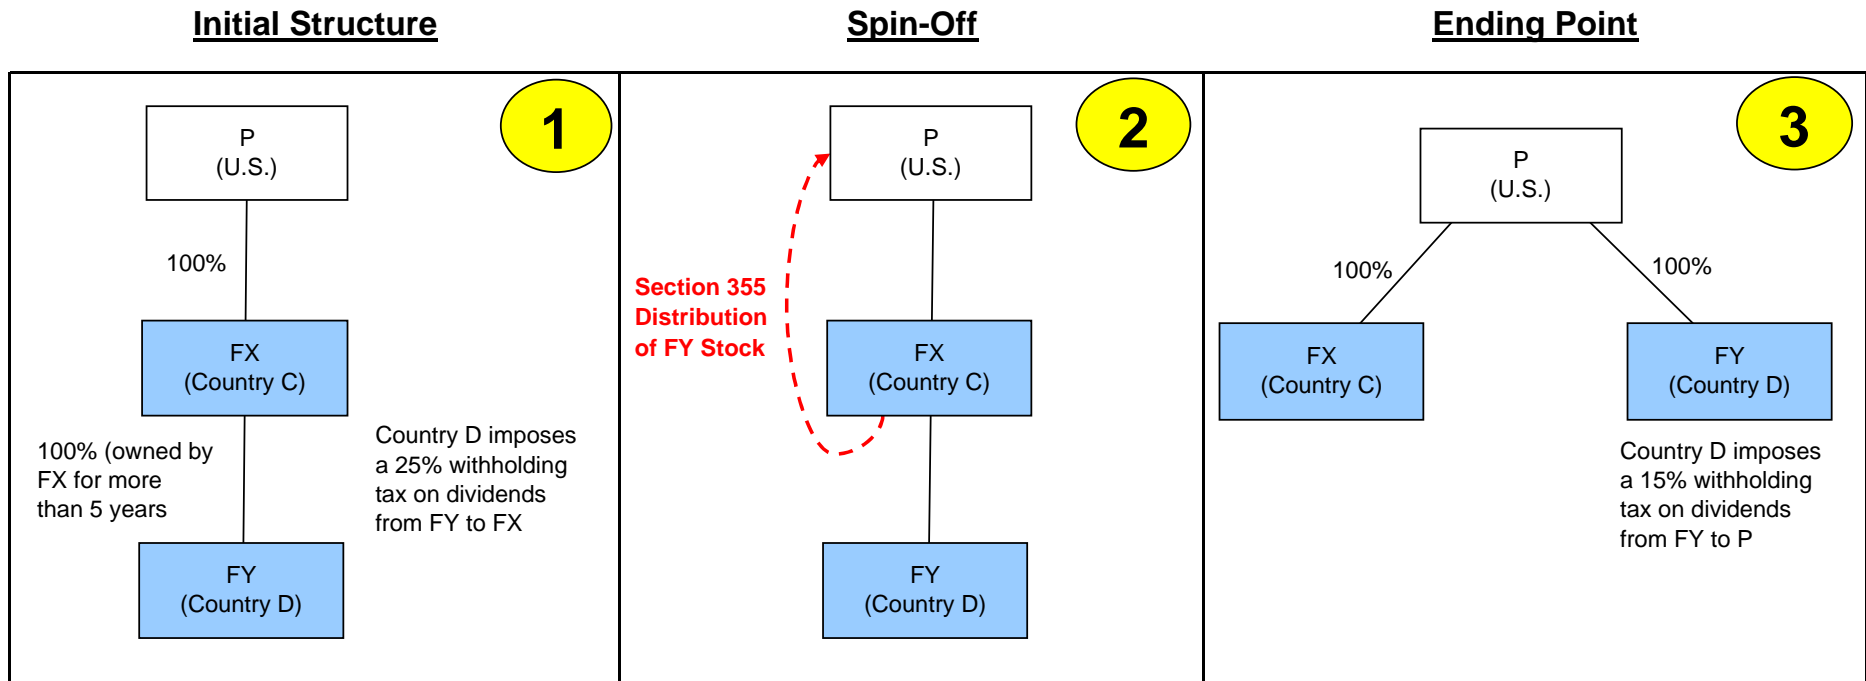 Initial Structure
Spin-Off
Ending Point
1
P
(U.S.)
100%
FX
(Country C)
100% (owned by
FX for more
than 5 years
Country D imposes
a 25% withholding
tax on dividends
from FY to FX
FY
(Country D)
2
P
(U.S.)
Section 355
Distribution
of FY Stock
FX
(Country C)
FY
(Country D)
3
P
(U.S.)
100%
100%
FX
(Country C)
FY
(Country D)
Country D imposes
a 15% withholding
tax on dividends
from FY to P